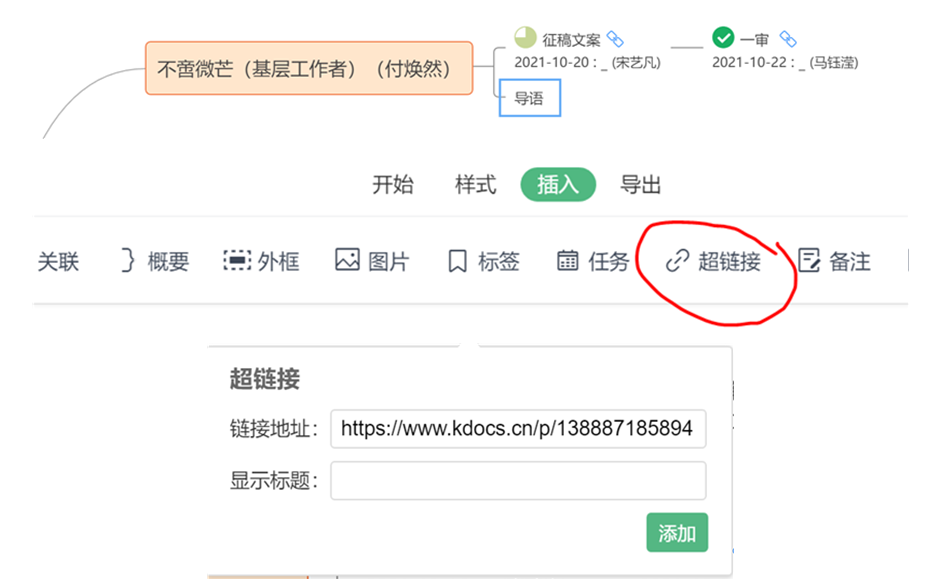 征稿文案
一审
不啻微芒（基层工作者）（付焕然）
2021-10-20：_ (宋艺凡)
2021-10-22：_ (马钰滢)
导语
开始 样式 插入 导出
关联 概要 外框 图片 标签 任务 超链接 备注
超链接
链接地址： https://www.kdocs.cn/p/138887185894
显示标题：
添加